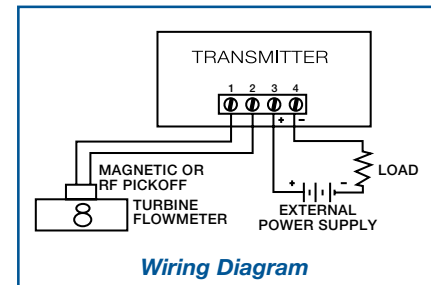 TRANSMITTER
1 2 3 4
+ −
MAGNETIC OR
RF PICKOFF
TURBINE
FLOWMETER
8
LOAD
+ −
EXTERNAL
POWER SUPPLY
Wiring Diagram